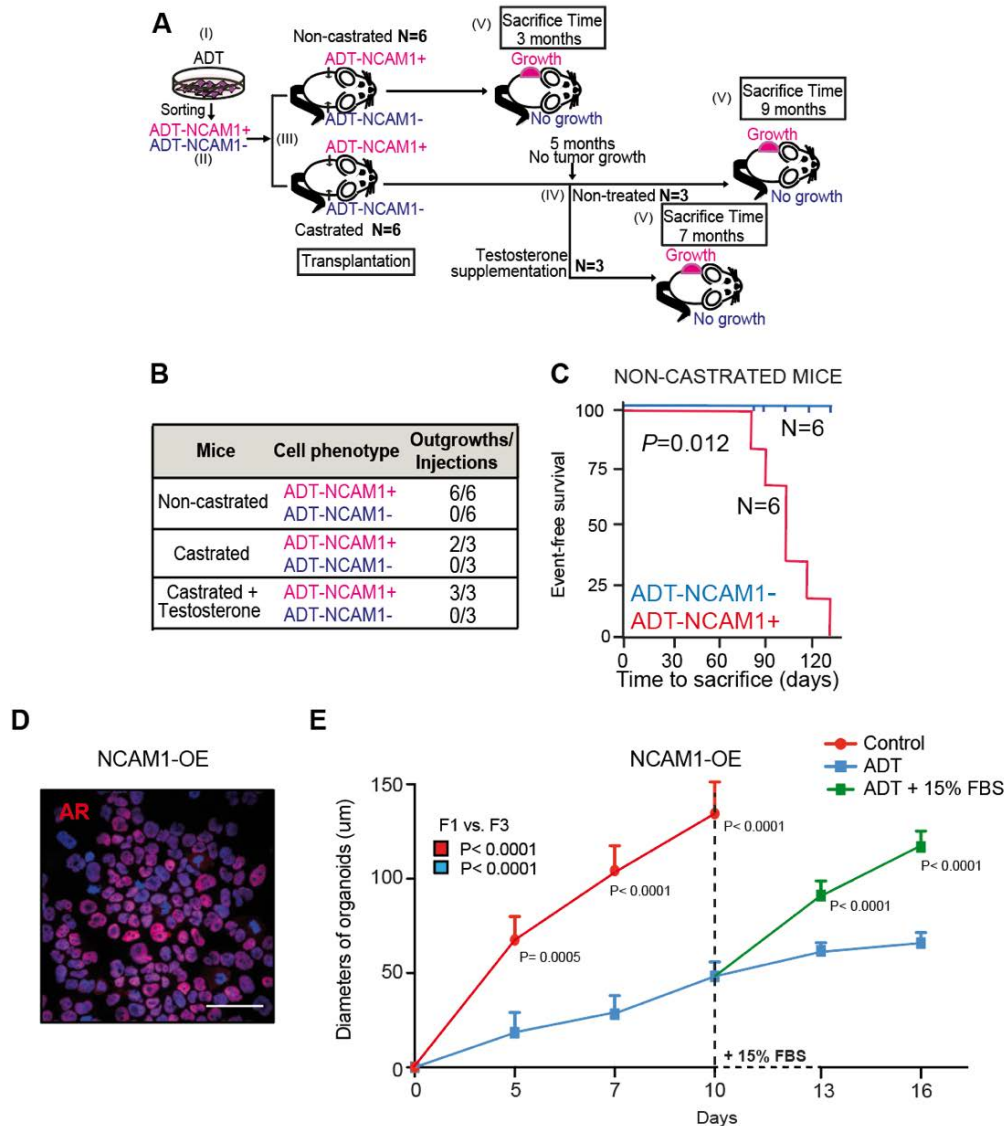 A
(I)
ADT
Sorting
ADT-NCAM1+
ADT-NCAM1-
(II)
(III)
Non-castrated N=6
ADT-NCAM1+
ADT-NCAM1-
ADT-NCAM1+
ADT-NCAM1-
Castrated N=6
Transplantation
(V)
Sacrifice Time
3 months
Growth
No growth
5 months
No tumor growth
(IV)
Non-treated N=3
Testosterone
supplementation
N=3
(V)
Sacrifice Time
9 months
Growth
No growth
(V)
Sacrifice Time
7 months
Growth
No growth
B
Mice Cell phenotype Outgrowths/
Injections
Non-castrated ADT-NCAM1+ 6/6
ADT-NCAM1- 0/6
Castrated ADT-NCAM1+ 2/3
ADT-NCAM1- 0/3
Castrated + ADT-NCAM1+ 3/3
Testosterone ADT-NCAM1- 0/3
C
NON-CASTRATED MICE
Event-free survival
100
75
50
25
0
P=0.012
N=6
N=6
ADT-NCAM1-
ADT-NCAM1+
0 30 60 90 120
Time to sacrifice (days)
D
NCAM1-OE
AR
E
NCAM1-OE
Control
ADT
ADT + 15% FBS
Diameters of organoids (um)
150
100
50
0
F1 vs. F3
P< 0.0001
P< 0.0001
P= 0.0005
P< 0.0001
P< 0.0001
P< 0.0001
P< 0.0001
+ 15% FBS
0 5 7 10 13 16
Days